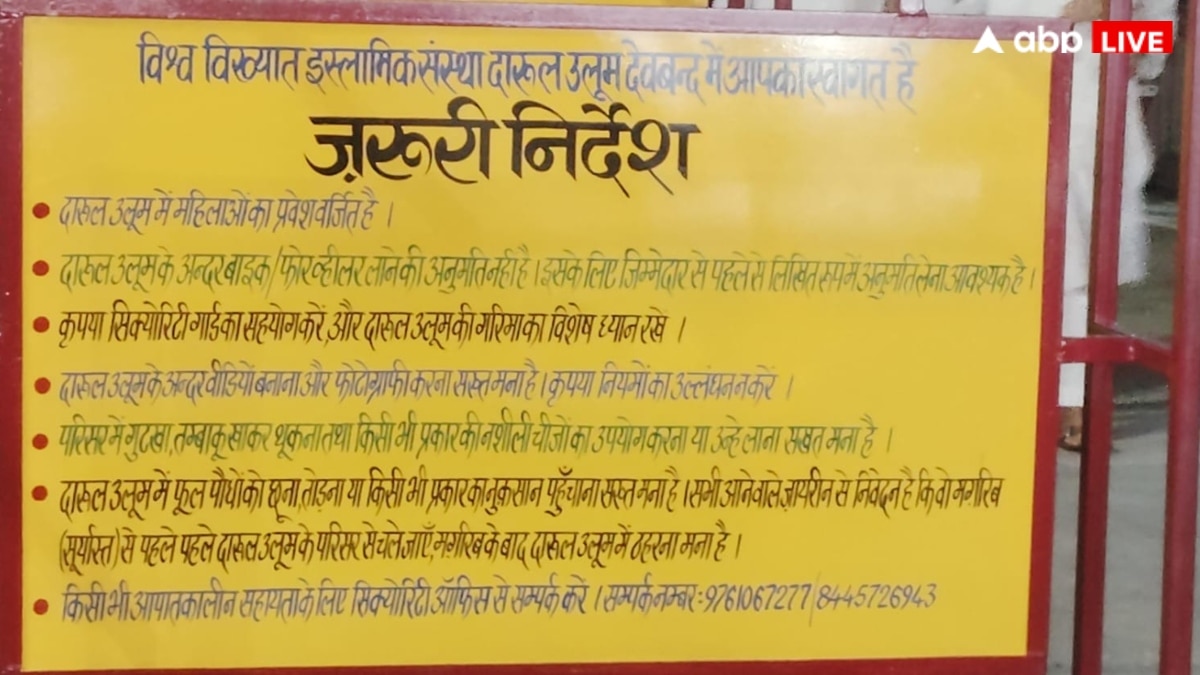 abp LIVE
विश्व विख्यात इस्लामिक संस्था दारूल उलूम देवबन्द में आपका स्वागत है
ज़रूरी निर्देश
• दारूल उलूम में महिलाओं का प्रवेश वर्जित है ।
• दारूल उलूम के अन्दर बाइक/फोरव्हीलर लाने की अनुमति नहीं है । इसके लिए जिम्मेदार से पहले से लिखित रूप में अनुमति लेना आवश्यक है ।
• कृपया सिक्योरिटी गार्ड का सहयोग करें, और दारूल उलूम की गरिमा का विशेष ध्यान रखें ।
• दारूल उलूम के अन्दर वीडियों बनाना और फोटोग्राफी करना सख्त मना है । कृपया नियमों का उल्लंघन न करें ।
• परिसर में गुटखा, तम्बाकू खाकर थूकना तथा किसी भी प्रकार की नशीली चीजों का उपयोग करना या उन्हे लाना सख्त मना है ।
• दारूल उलूम में, फूल पौधों को छूना, तोड़ना या किसी भी प्रकार का नुक़सान पहुँचाना सख्त मना है । सभी आने वाले ज़ायरीन से निवेदन है कि वो मग़रिब
(सूर्यास्त) से पहले पहले दारूल उलूम के परिसर से चले जाएँ, मग़रिब के बाद दारूल उलूम में ठहरना मना है ।
• किसी भी आपातकालीन सहायता के लिए सिक्योरिटी ऑफिस से सम्पर्क करें । सम्पर्क नम्बर:-9761067277/8445726943